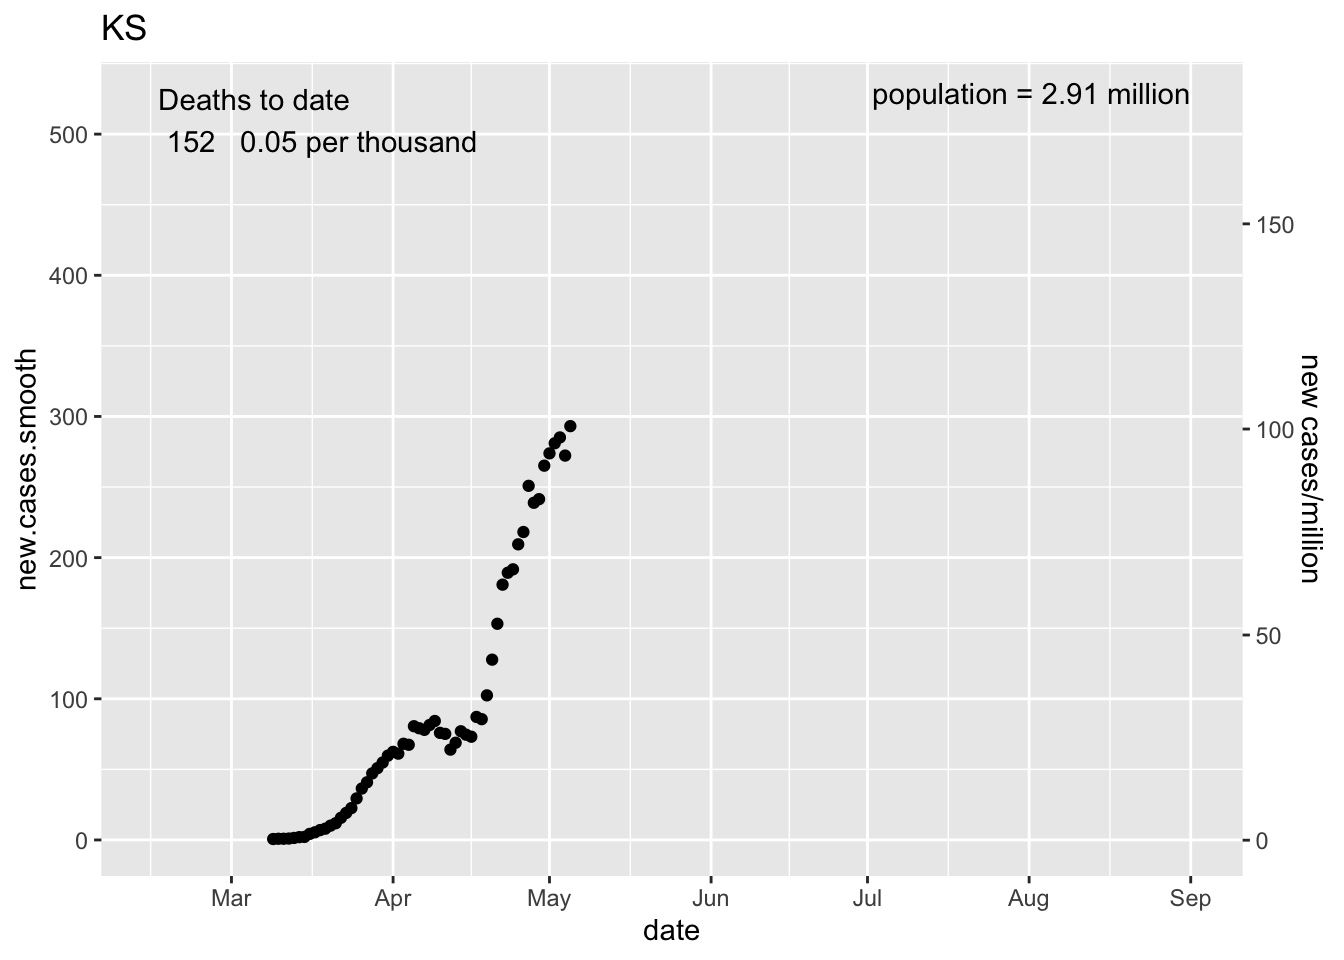 KS
Deaths to date
152 0.05 per thousand
population = 2.91 million
500
400
300
200
100
0
new.cases.smooth
150
100
50
0
new cases/million
Mar Apr May Jun Jul Aug Sep
date